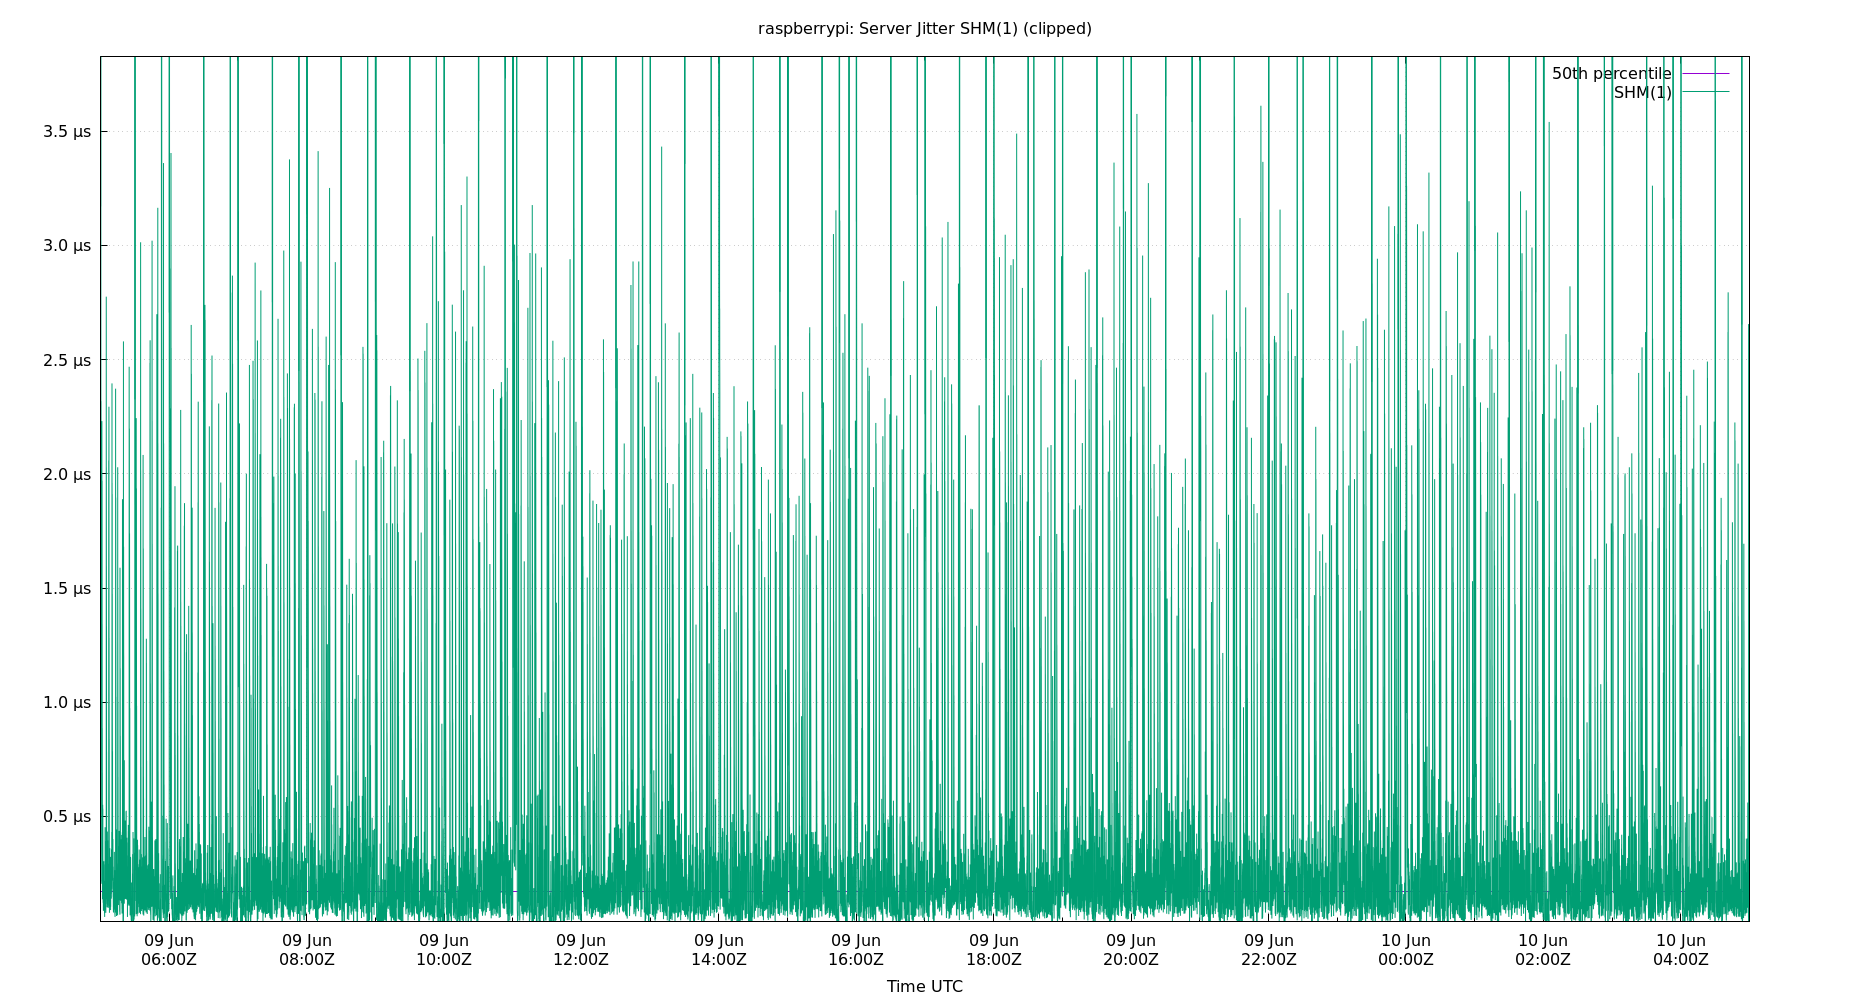 raspberrypi: Server Jitter SHM(1) (clipped)
50th percentile
SHM(1)
3.5 µs
3.0 µs
2.5 µs
2.0 µs
1.5 µs
1.0 µs
0.5 µs
09 Jun 09 Jun 09 Jun 09 Jun 09 Jun 09 Jun 09 Jun 09 Jun 09 Jun 10 Jun 10 Jun 10 Jun
06:00Z 08:00Z 10:00Z 12:00Z 14:00Z 16:00Z 18:00Z 20:00Z 22:00Z 00:00Z 02:00Z 04:00Z
Time UTC